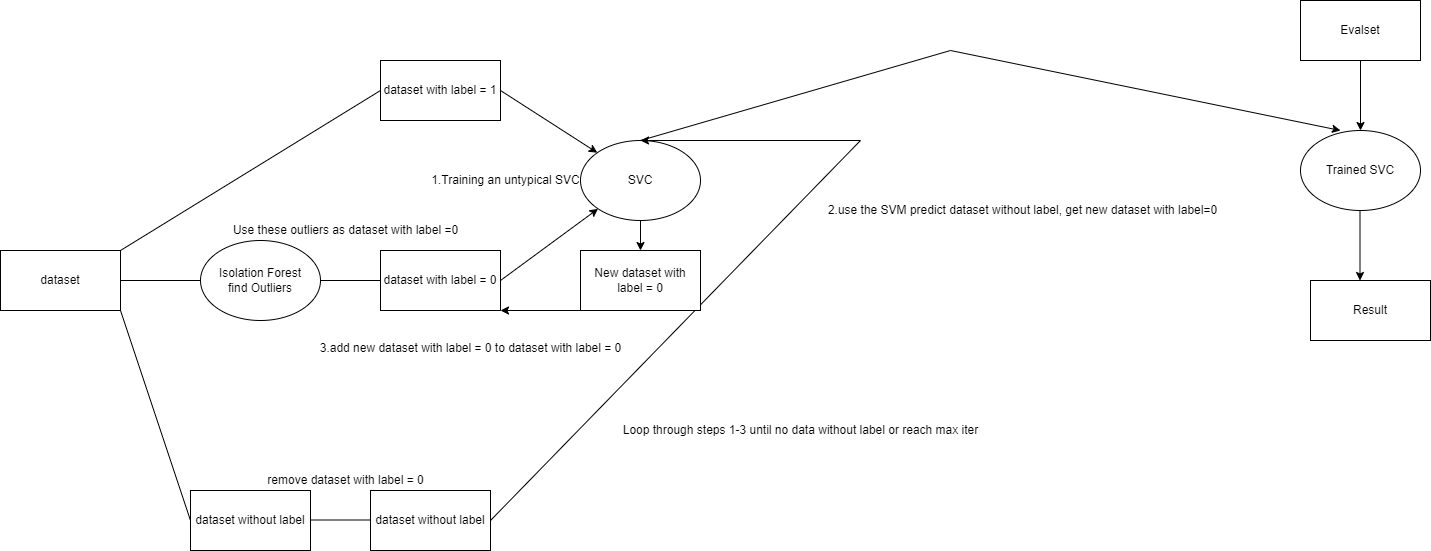 Evalset
dataset with label = 1
Trained SVC
1.Training an untypical SVC
SVC
2.use the SVM predict dataset without label, get new dataset with label=0
Use these outliers as dataset with label =0
dataset
Isolation Forest
find Outliers
dataset with label = 0
New dataset with
label = 0
Result
3.add new dataset with label = 0 to dataset with label = 0
Loop through steps 1-3 until no data without label or reach max iter
remove dataset with label = 0
dataset without label
dataset without label